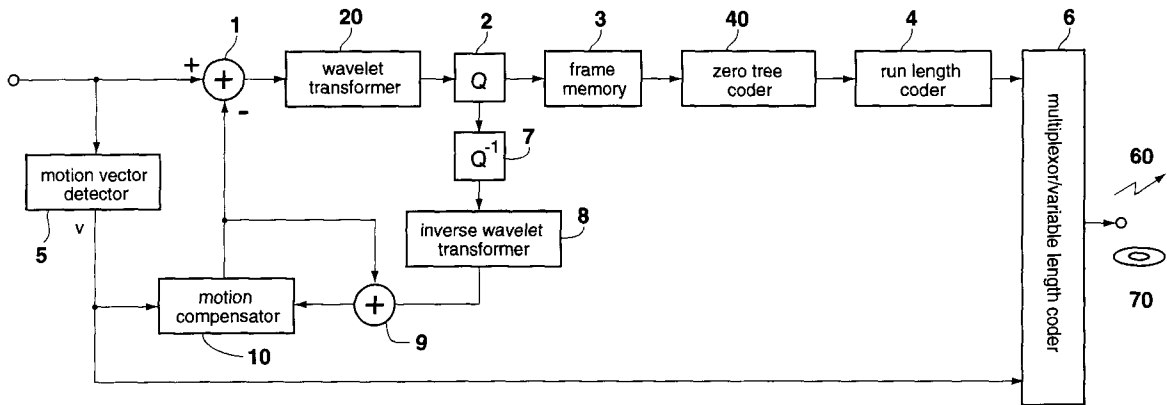 1
20
2
3
40
4
6
+
+
-
wavelet
transformer
Q
frame
memory
zero tree
coder
run length
coder
multiplexor/variable length coder
motion vector
detector
5
v
Q-1
7
inverse wavelet
transformer
8
motion
compensator
10
+
9
60
70